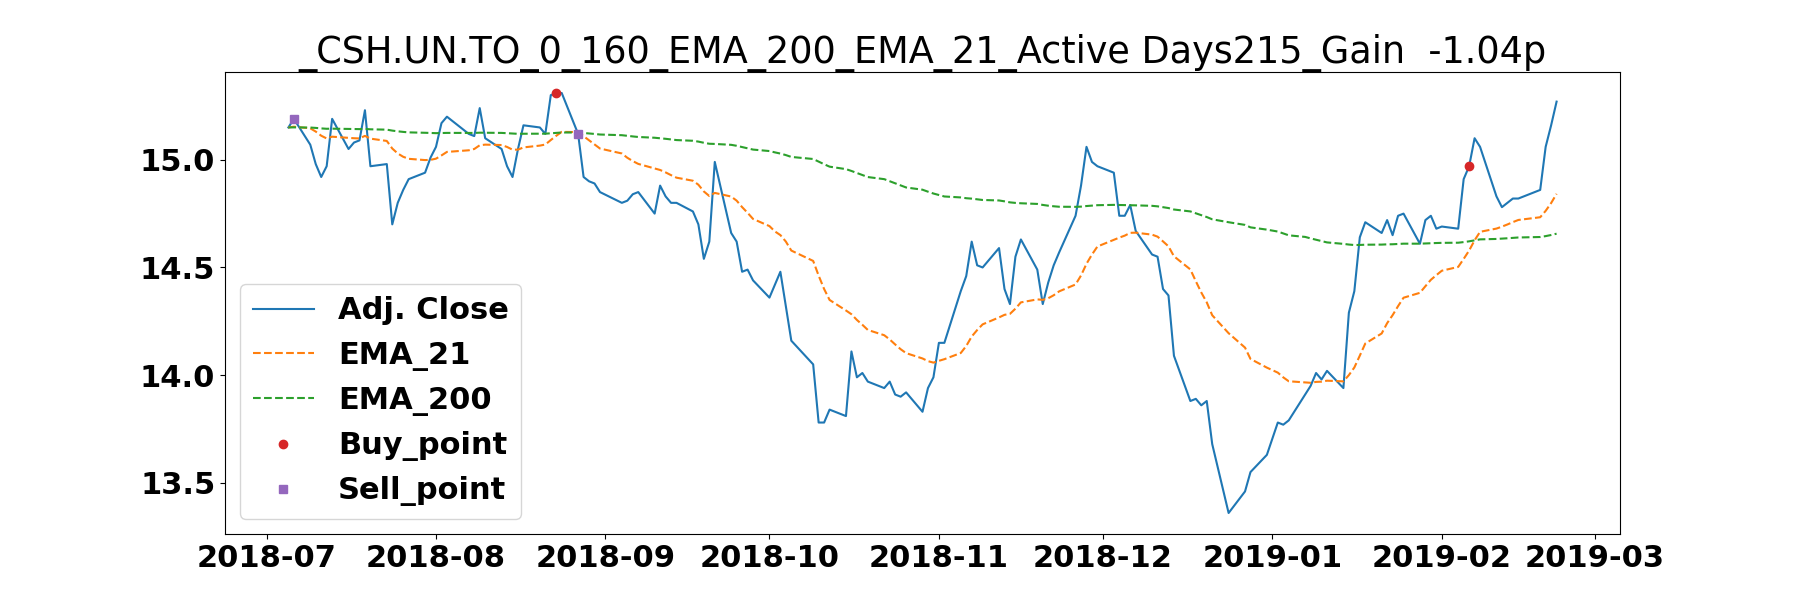 _CSH.UN.TO_0_160_EMA_200_EMA_21_Active Days215_Gain  -1.04p
15.0
14.5
14.0
13.5
Adj. Close
EMA_21
EMA_200
Buy_point
Sell_point
2018-07 2018-08 2018-09 2018-10 2018-11 2018-12 2019-01 2019-02 2019-03